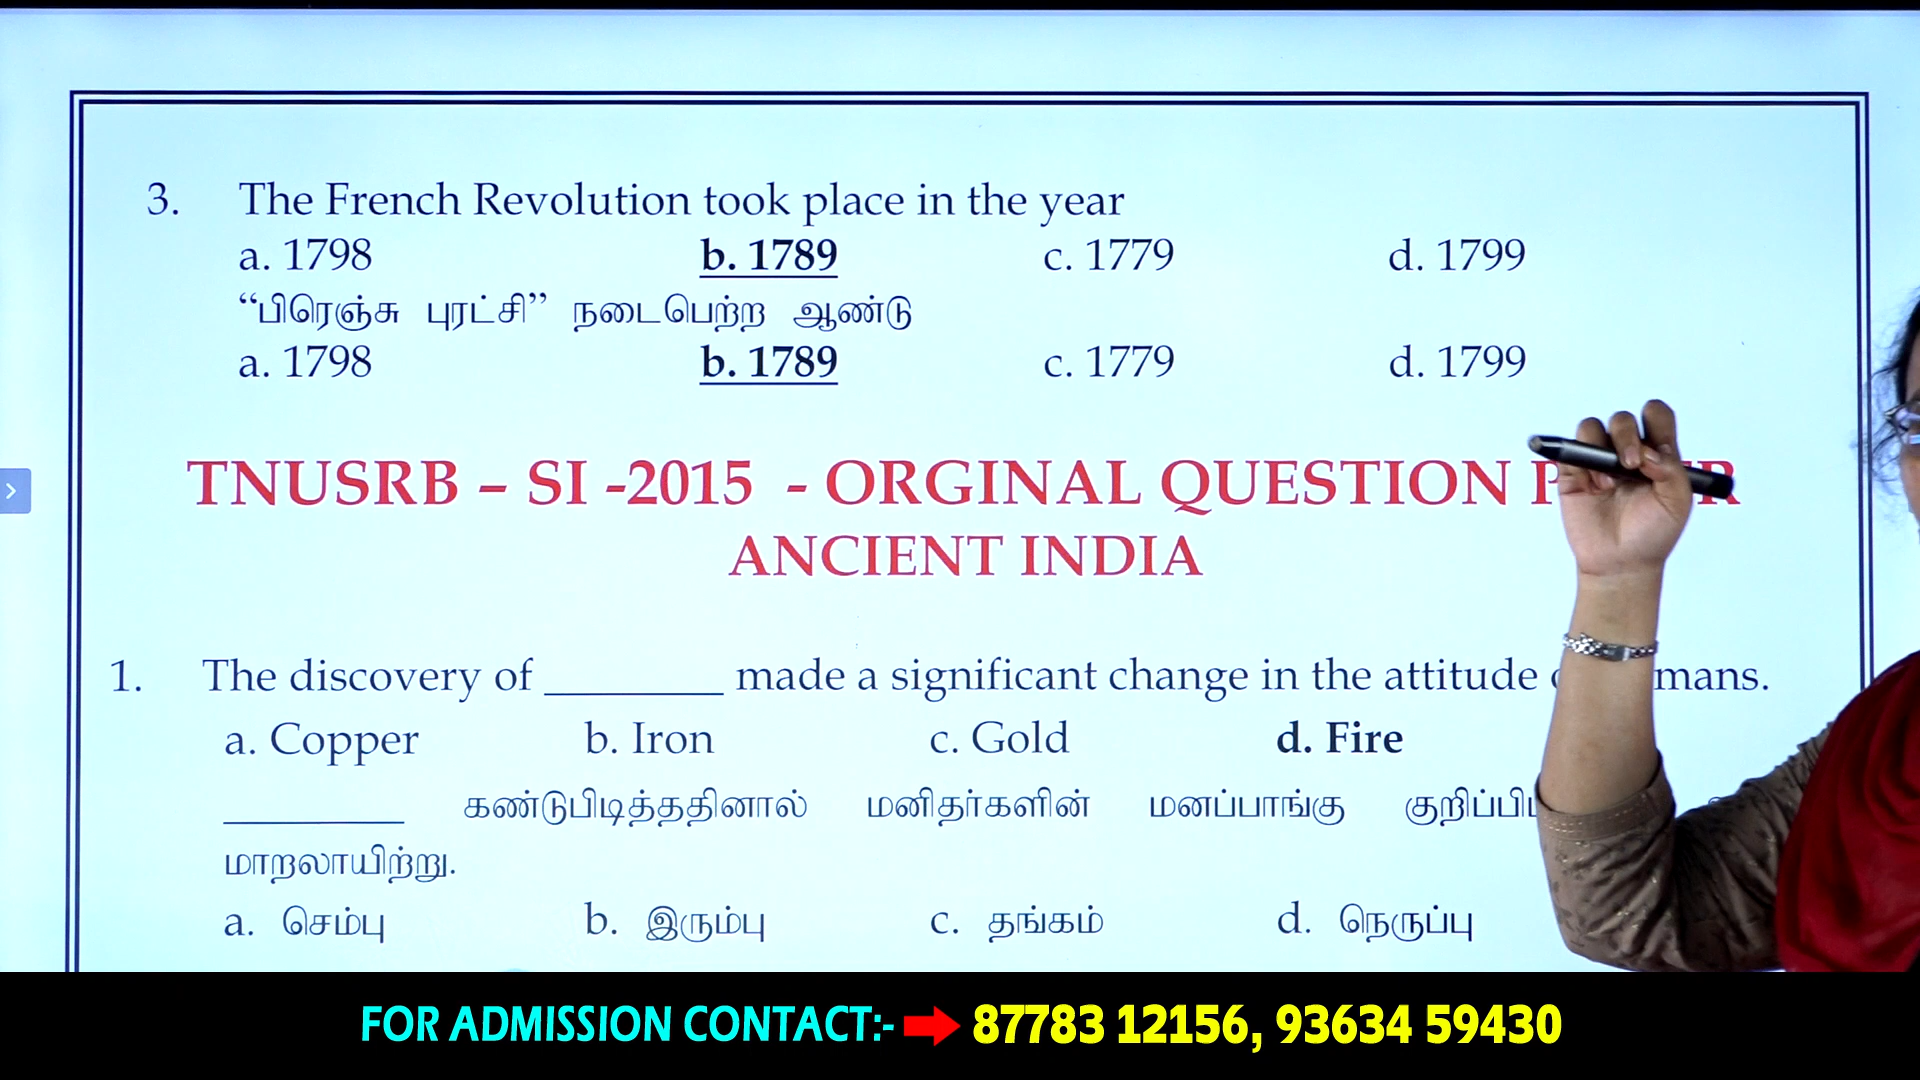 3. The French Revolution took place in the year
a. 1798 b. 1789 c. 1779 d. 1799
“பிரெஞ்சு புரட்சி” நடைபெற்ற ஆண்டு
a. 1798 b. 1789 c. 1779 d. 1799
TNUSRB – SI -2015 - ORGINAL QUESTION
ANCIENT INDIA
1. The discovery of ________ made a significant change in the attitude
a. Copper b. Iron c. Gold d. Fire
________ கண்டுபிடித்ததினால் மனிதர்களின் மனப்பாங்கு
மாறலாயிற்று.
a. செம்பு b. இரும்பு c. தங்கம் d. நெருப்பு
FOR ADMISSION CONTACT:- 87783 12156, 93634 59430